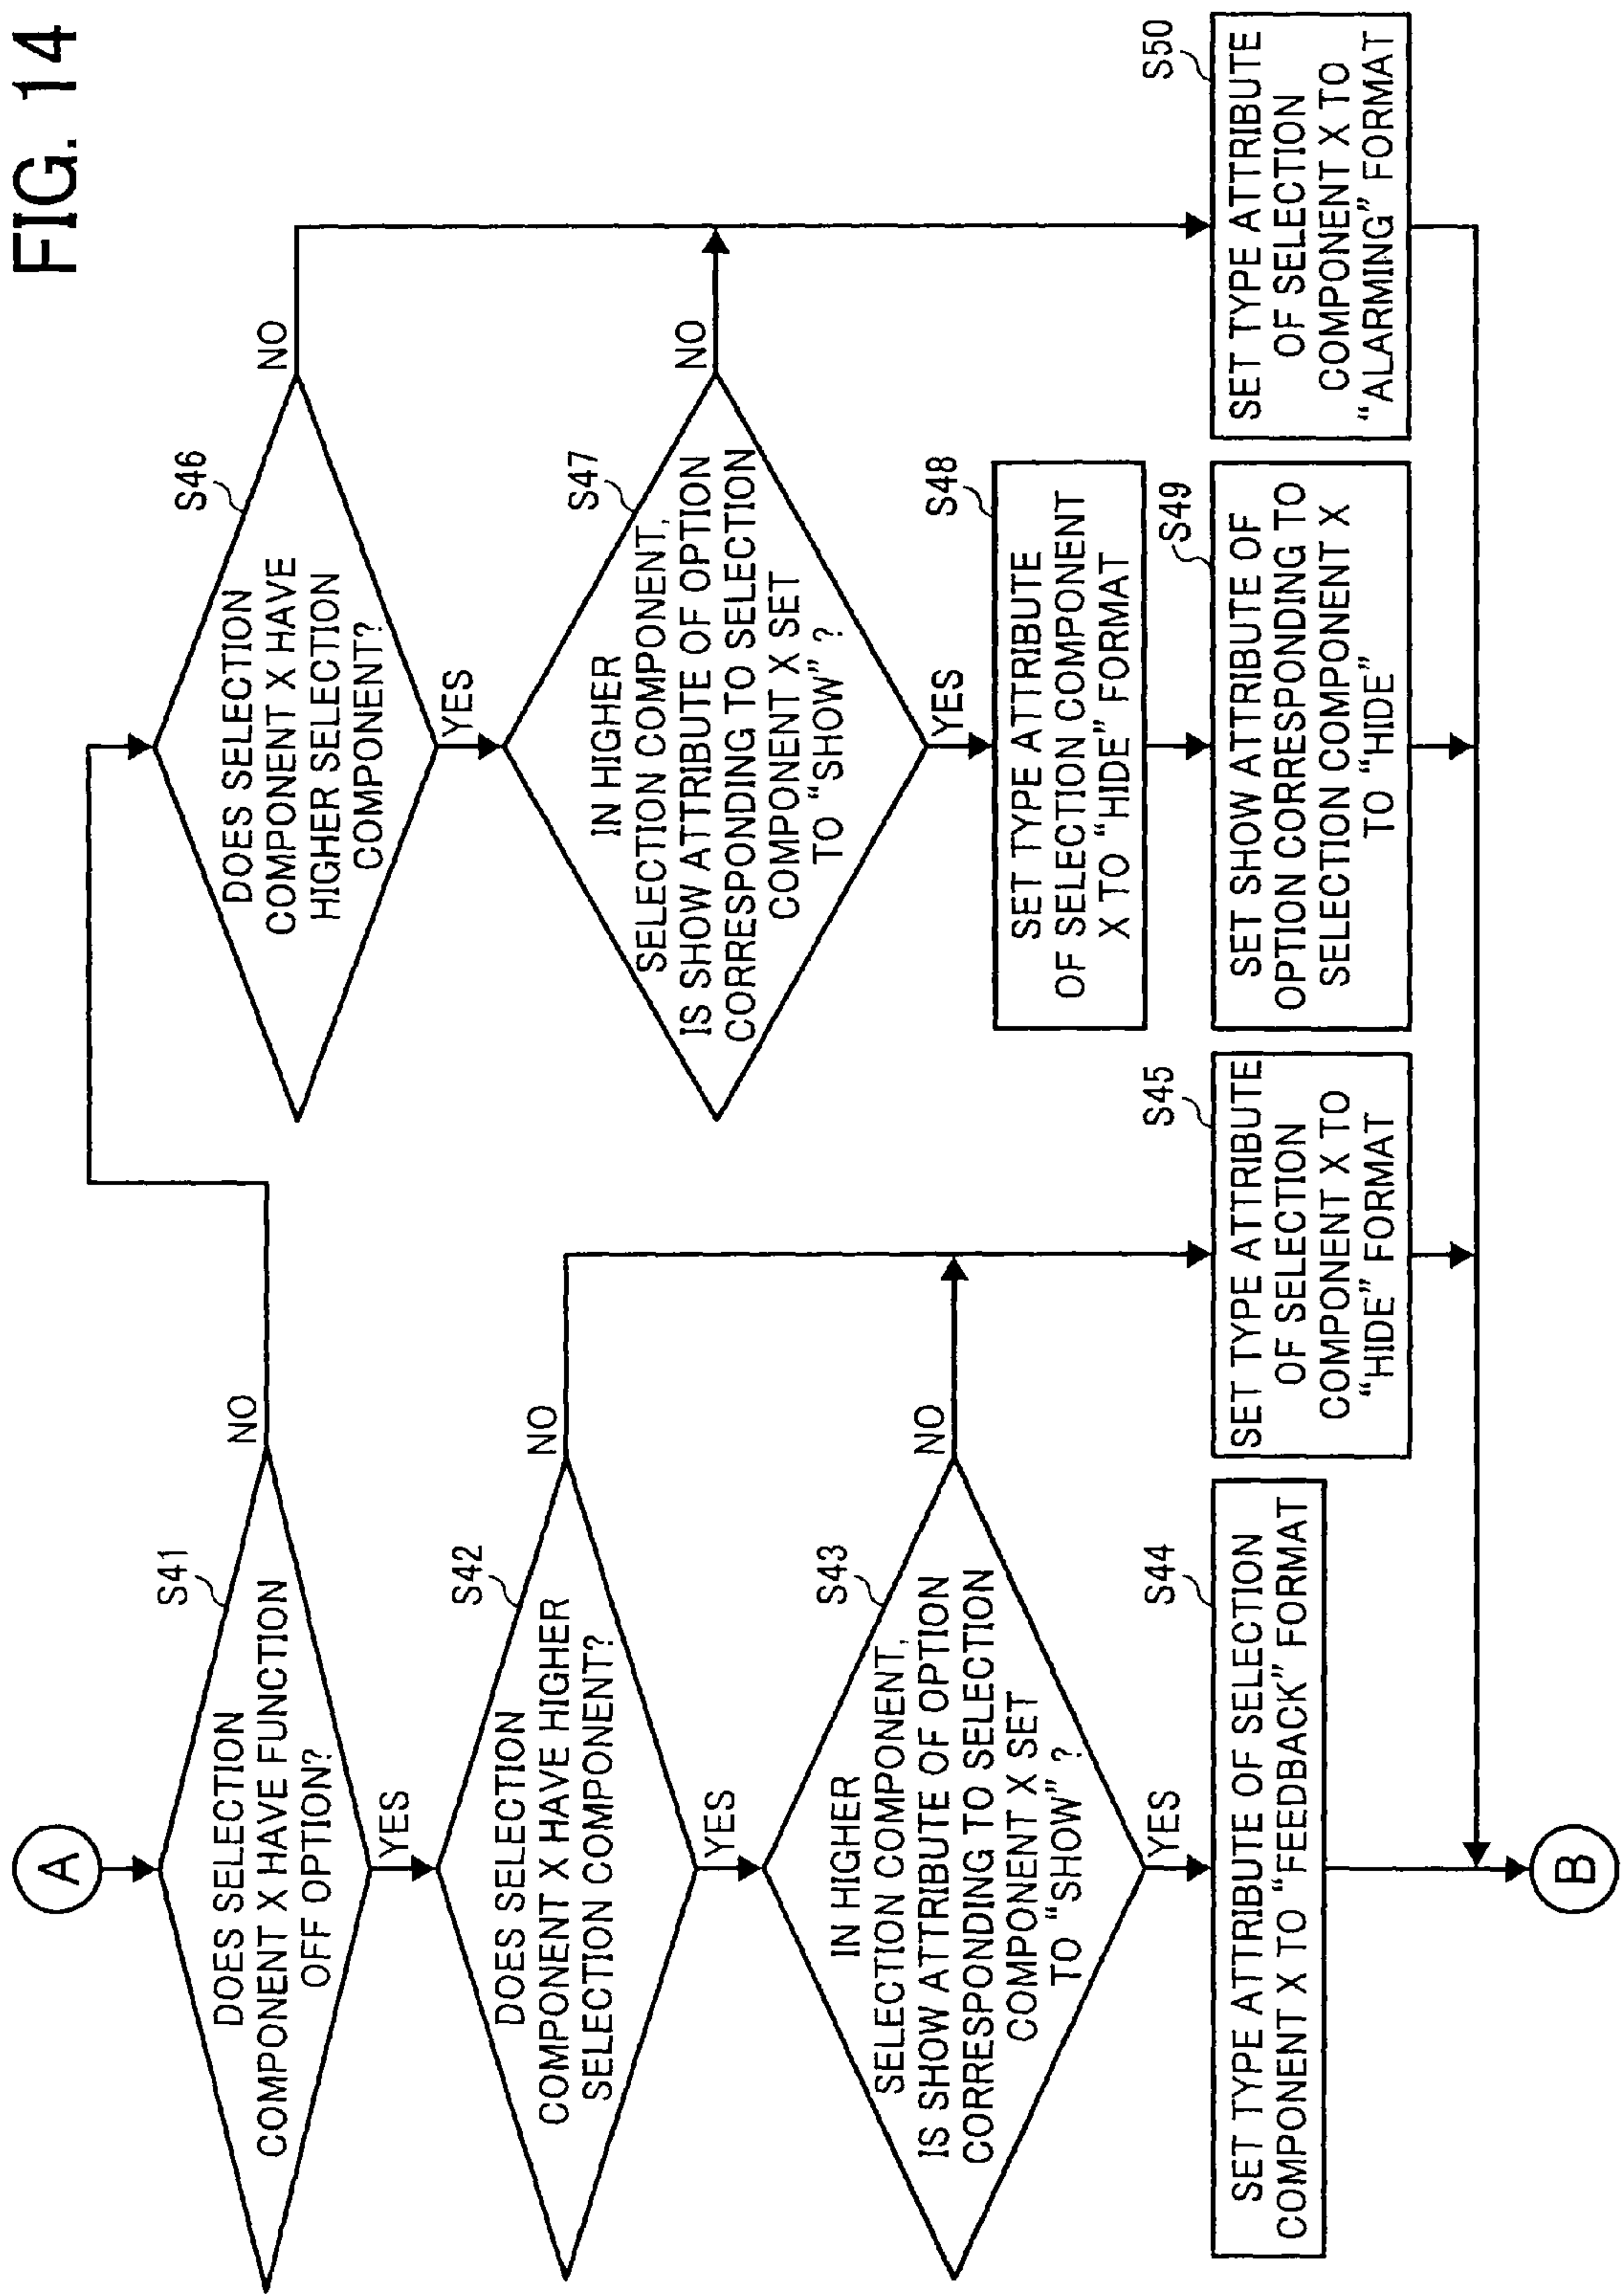 FIG. 14
A
S41
DOES SELECTION
COMPONENT X HAVE FUNCTION
OFF OPTION?
NO
YES
S42
DOES SELECTION
COMPONENT X HAVE HIGHER
SELECTION COMPONENT?
NO
YES
S43
IN HIGHER
SELECTION COMPONENT,
IS SHOW ATTRIBUTE OF OPTION
CORRESPONDING TO SELECTION
COMPONENT X SET
TO “SHOW” ?
NO
YES
S44
SET TYPE ATTRIBUTE OF SELECTION
COMPONENT X TO “FEEDBACK” FORMAT
S45
SET TYPE ATTRIBUTE
OF SELECTION
COMPONENT X TO
“HIDE” FORMAT
S46
DOES SELECTION
COMPONENT X HAVE
HIGHER SELECTION
COMPONENT?
NO
YES
S47
IN HIGHER
SELECTION COMPONENT,
IS SHOW ATTRIBUTE OF OPTION
CORRESPONDING TO SELECTION
COMPONENT X SET
TO “SHOW” ?
NO
YES
S48
SET TYPE ATTRIBUTE
OF SELECTION COMPONENT
X TO “HIDE” FORMAT
S49
SET SHOW ATTRIBUTE OF
OPTION CORRESPONDING TO
SELECTION COMPONENT X
TO “HIDE”
S50
SET TYPE ATTRIBUTE
OF SELECTION
COMPONENT X TO
“ALARMING” FORMAT
B